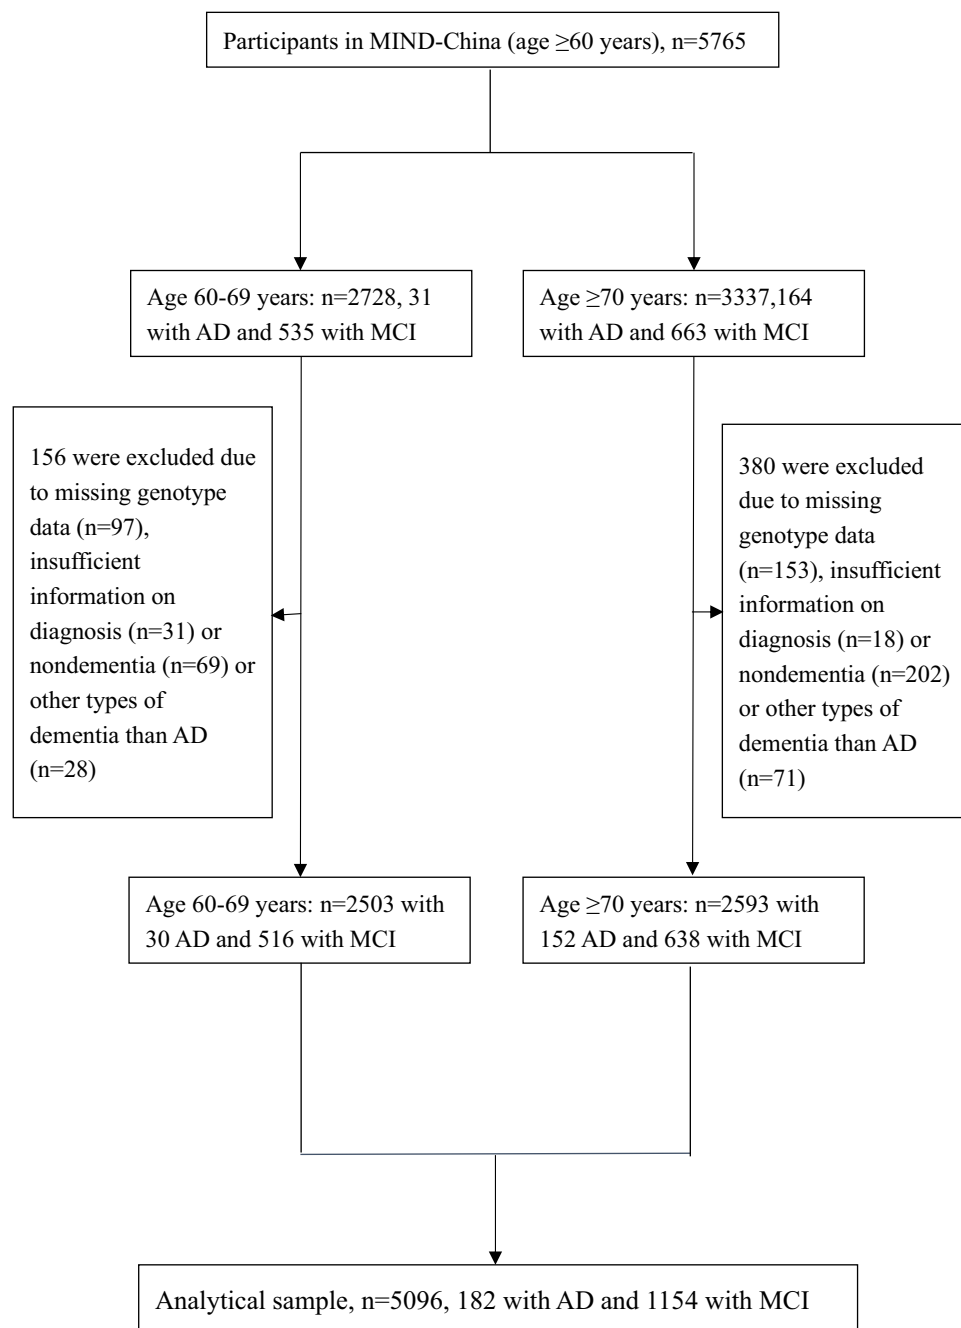 Participants in MIND-China (age ≥60 years), n=5765
Age 60-69 years: n=2728, 31
with AD and 535 with MCI
Age ≥70 years: n=3337,164
with AD and 663 with MCI
156 were excluded due
to missing genotype
data (n=97),
insufficient
information on
diagnosis (n=31) or
nondementia (n=69) or
other types of
dementia than AD
(n=28)
380 were excluded
due to missing
genotype data
(n=153), insufficient
information on
diagnosis (n=18) or
nondementia (n=202)
or other types of
dementia than AD
(n=71)
Age 60-69 years: n=2503 with
30 AD and 516 with MCI
Age ≥70 years: n=2593 with
152 AD and 638 with MCI
Analytical sample, n=5096, 182 with AD and 1154 with MCI